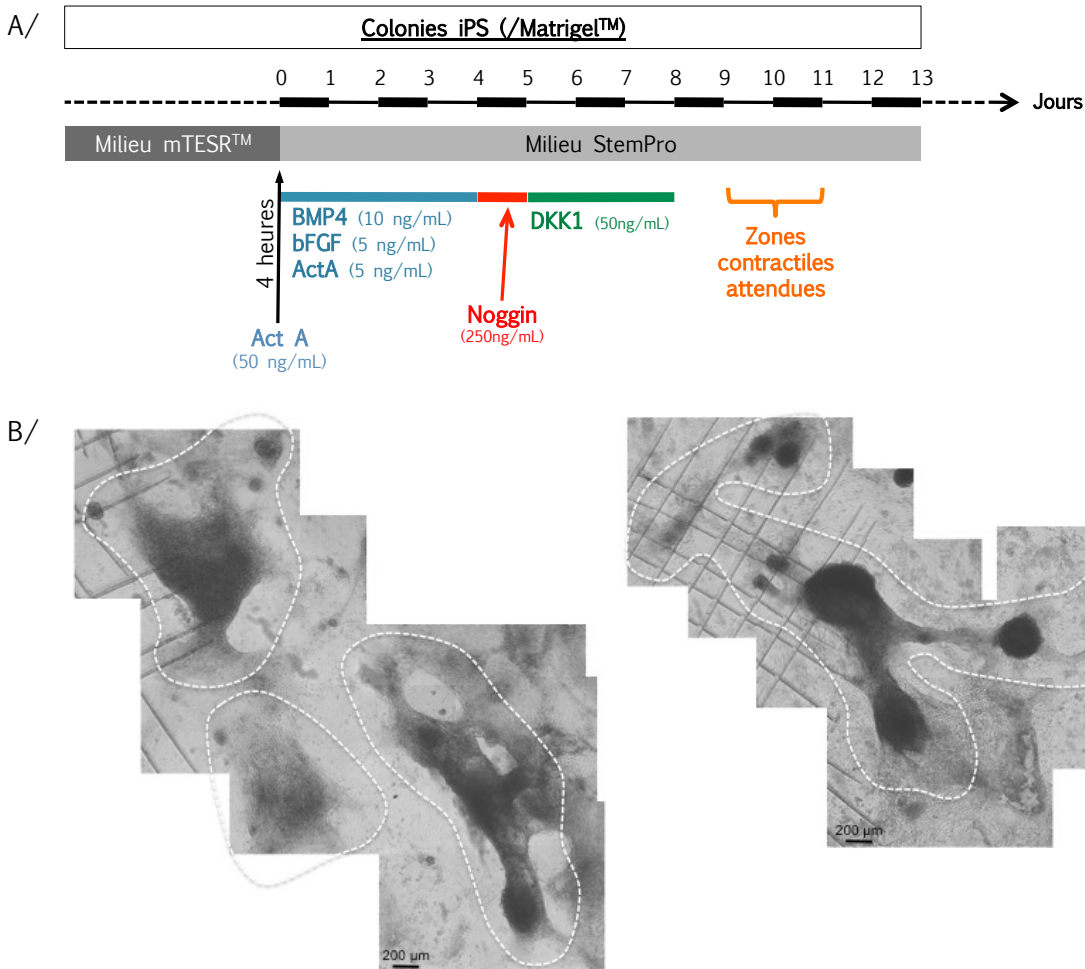 A/
Colonies iPS (/Matrigel™)
0 1 2 3 4 5 6 7 8 9 10 11 12 13
Jours
Milieu mTESR™
Milieu StemPro
4 heures
BMP4 (10 ng/mL)
bFGF (5 ng/mL)
ActA (5 ng/mL)
DKK1 (50ng/mL)
Zones
contractiles
attendues
Noggin
(250ng/mL)
Act A
(50 ng/mL)
B/
200 µm
200 µm